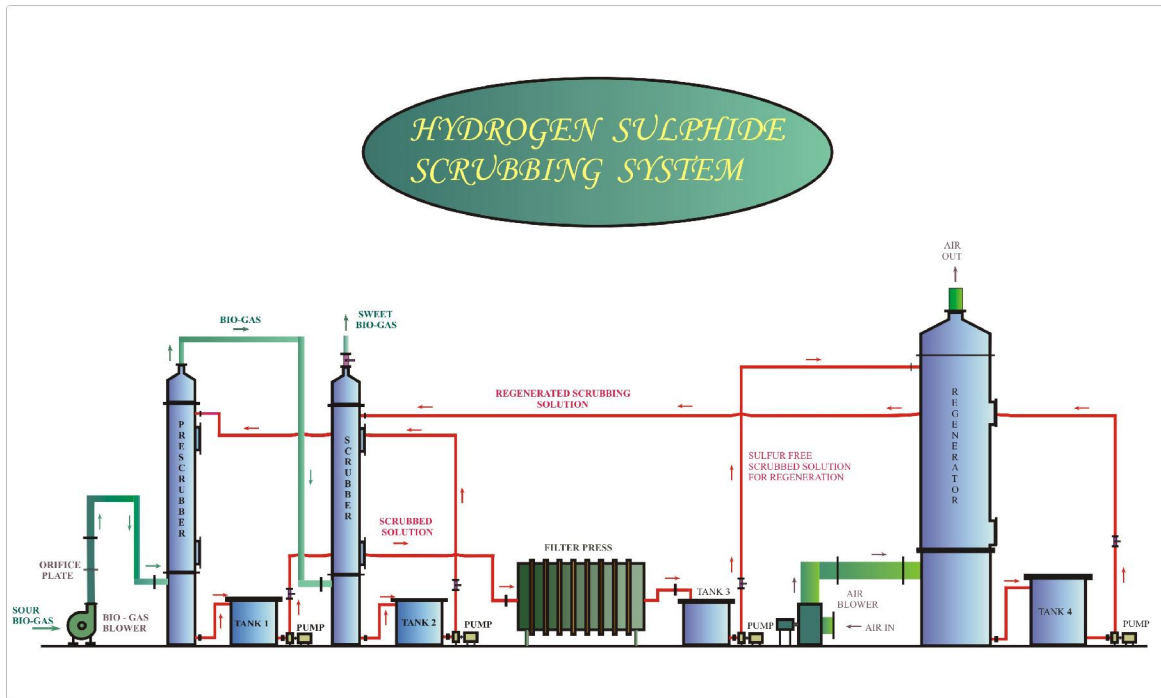 HYDROGEN SULPHIDE
SCRUBBING SYSTEM
AIR
OUT
BIO-GAS
SWEET
BIO-GAS
REGENERATED SCRUBBING
SOLUTION
PRESCRUBBER
SCRUBBER
REGENERATOR
SULFUR FREE
SCRUBBED SOLUTION
FOR REGENERATION
SCRUBBED
SOLUTION
FILTER PRESS
ORIFICE
PLATE
SOUR
BIO-GAS
BIO - GAS
BLOWER
TANK 1
PUMP
TANK 2
PUMP
TANK 3
PUMP
AIR
BLOWER
AIR IN
TANK 4
PUMP